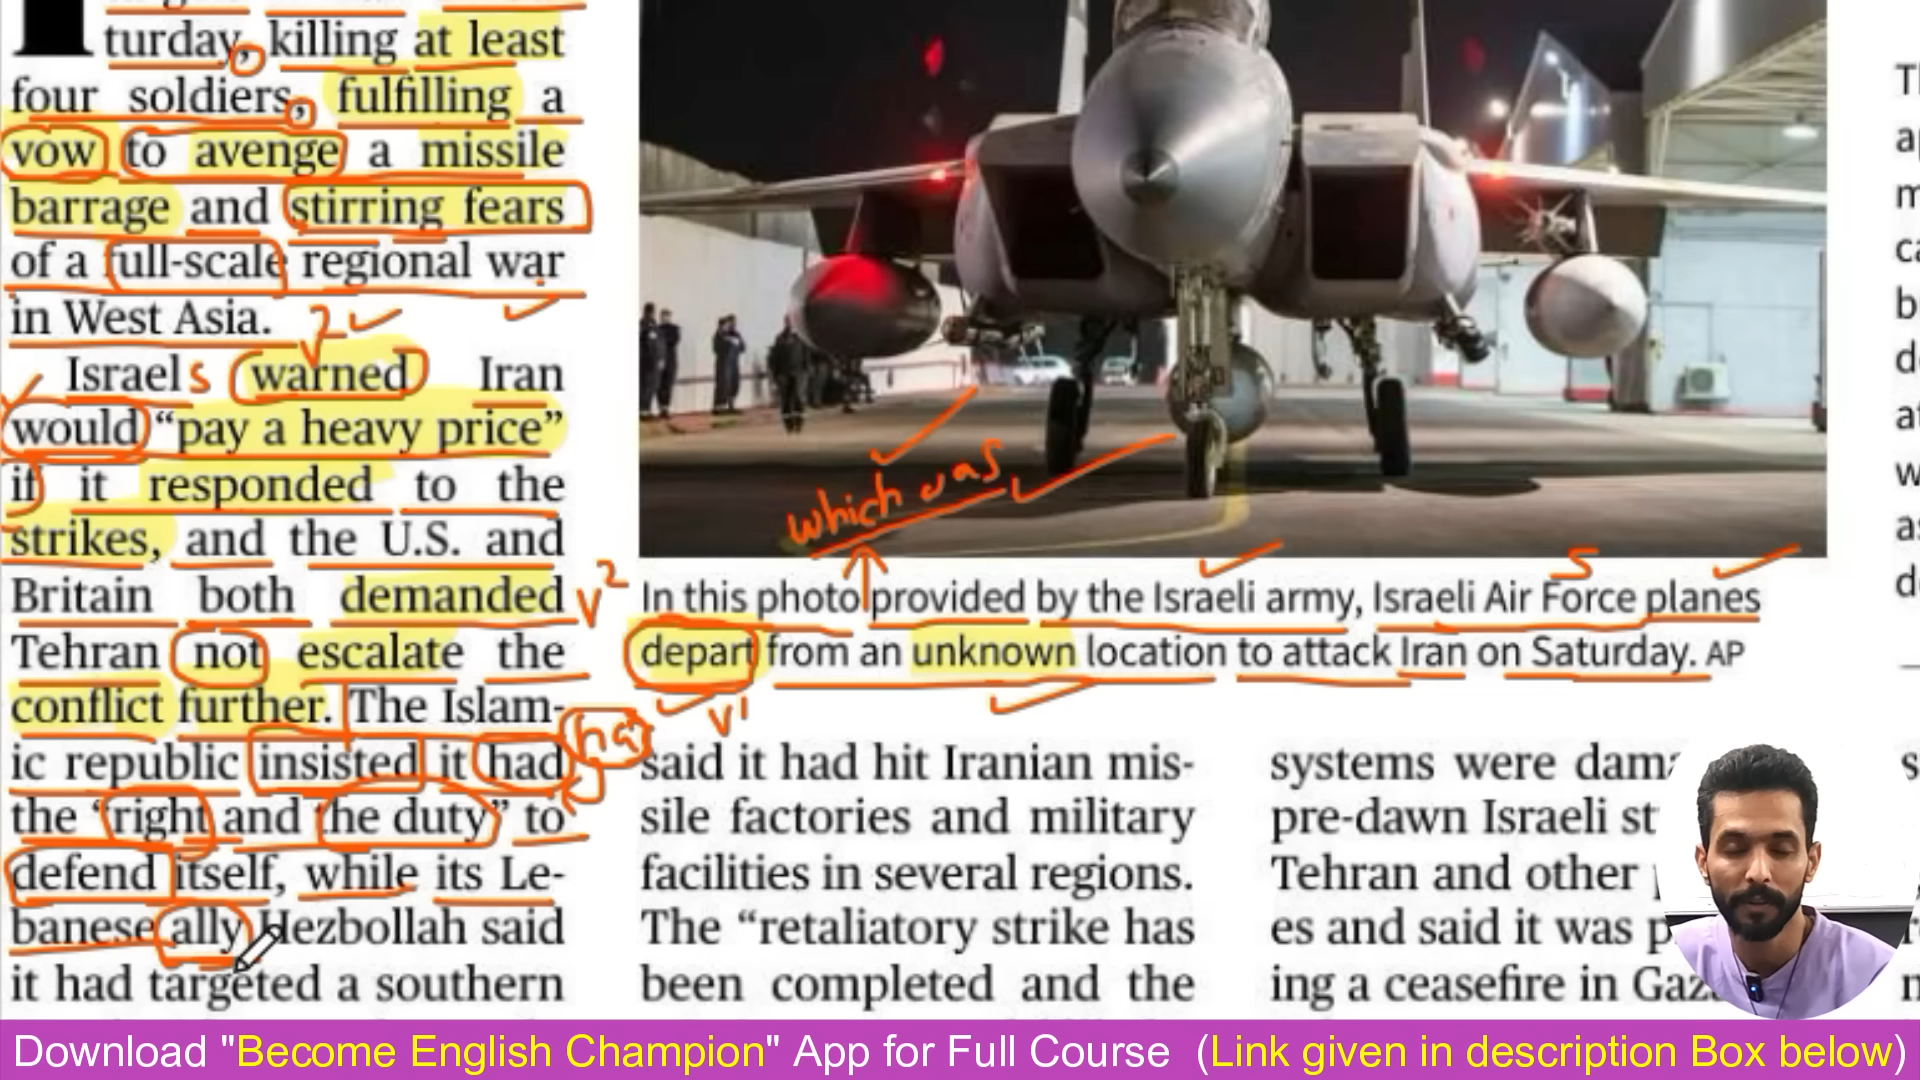 turday, killing at least
four soldiers, fulfilling a
vow to avenge a missile
barrage and stirring fears
of a full-scale regional war
in West Asia.
Israel s warned Iran
would “pay a heavy price”
if it responded to the
strikes, and the U.S. and
Britain both demanded
Tehran not escalate the
conflict further. The Islam-
ic republic insisted it had
the “right and the duty” to
defend itself, while its Le-
banese ally Hezbollah said
it had targeted a southern
which was
In this photo provided by the Israeli army, Israeli Air Force planes
depart from an unknown location to attack Iran on Saturday. AP
V²
S
V¹
said it had hit Iranian mis-
sile factories and military
facilities in several regions.
The “retaliatory strike has
been completed and the
systems were dama
pre-dawn Israeli st
Tehran and other
es and said it was p
ing a ceasefire in Gaz
Download "Become English Champion" App for Full Course (Link given in description Box below)